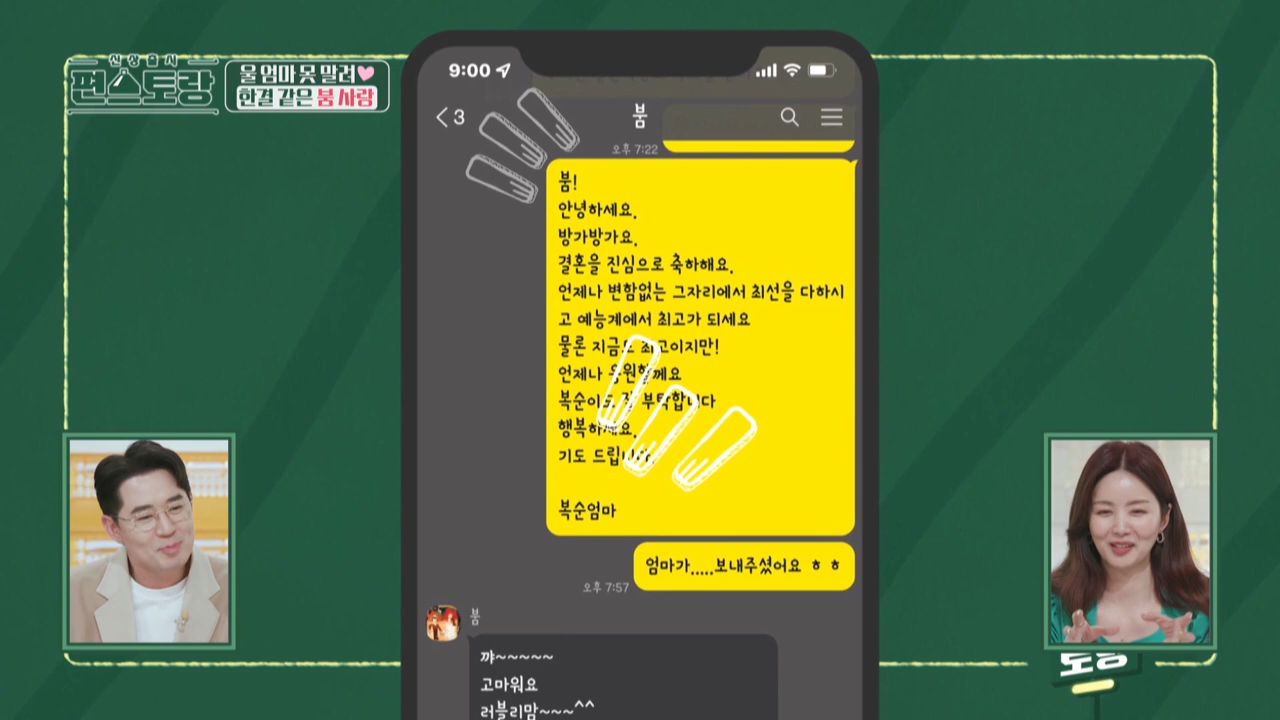 신상출시
편스토랑
울 엄마 못 말려♥
한결 같은 붐 사랑
9:00
3
붐
오후 7:22
붐!
안녕하세요.
방가방가요.
결혼을 진심으로 축하해요.
언제나 변함없는 그자리에서 최선을 다하시
고 예능계에서 최고가 되세요
물론 지금도 최고이지만!
언제나 응원할께요
복순이도 잘 부탁합니다
행복하세요.
기도 드립니다.
복순엄마
엄마가.....보내주셨어요 ㅎㅎ
오후 7:57
붐
꺄~~~~~
고마워요
러블리맘~~~^^
토랑